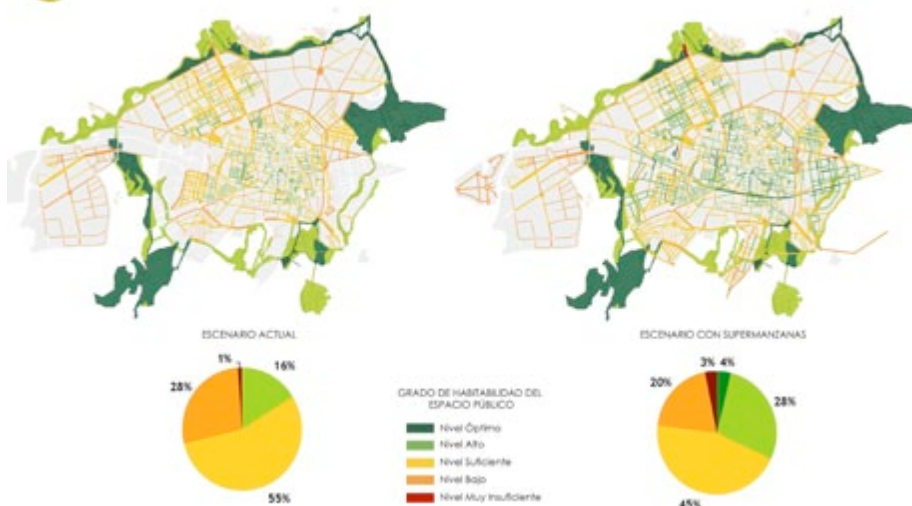 ESCENARIO ACTUAL
1%
16%
28%
55%
GRADO DE HABITABILIDAD DEL
ESPACIO PÚBLICO
Nivel Óptimo
Nivel Alto
Nivel Suficiente
Nivel Bajo
Nivel Muy Insuficiente
ESCENARIO CON SUPERMANZANAS
3%
4%
20%
28%
45%